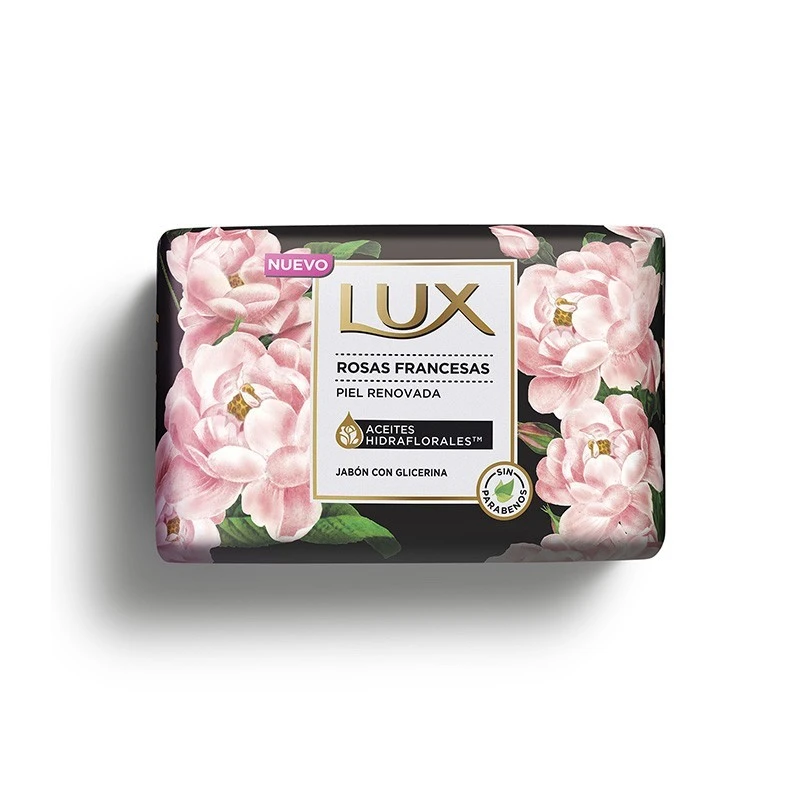 NUEVO
LUX
ROSAS FRANCESAS
PIEL RENOVADA
ACEITES
HIDRAFLORALES™
JABÓN CON GLICERINA
SIN
PARABENOS